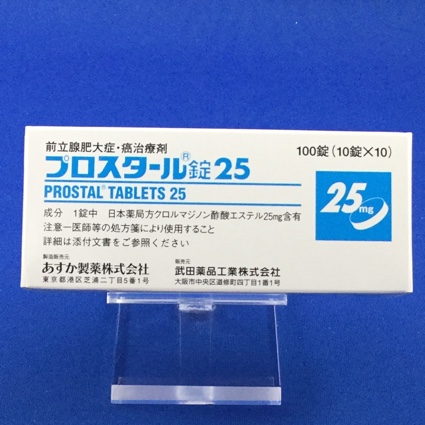 前立腺肥大症・癌治療剤
100錠(10錠×10)
プロスタール®錠25
PROSTAL® TABLETS 25
25mg
成分 1錠中 日本薬局方クロルマジノン酢酸エステル25mg含有
注意－医師等の処方箋により使用すること
詳細は添付文書をご参照ください
製造販売元
あすか製薬株式会社
東京都港区芝浦二丁目5番1号
販売元
武田薬品工業株式会社
大阪市中央区道修町四丁目1番1号